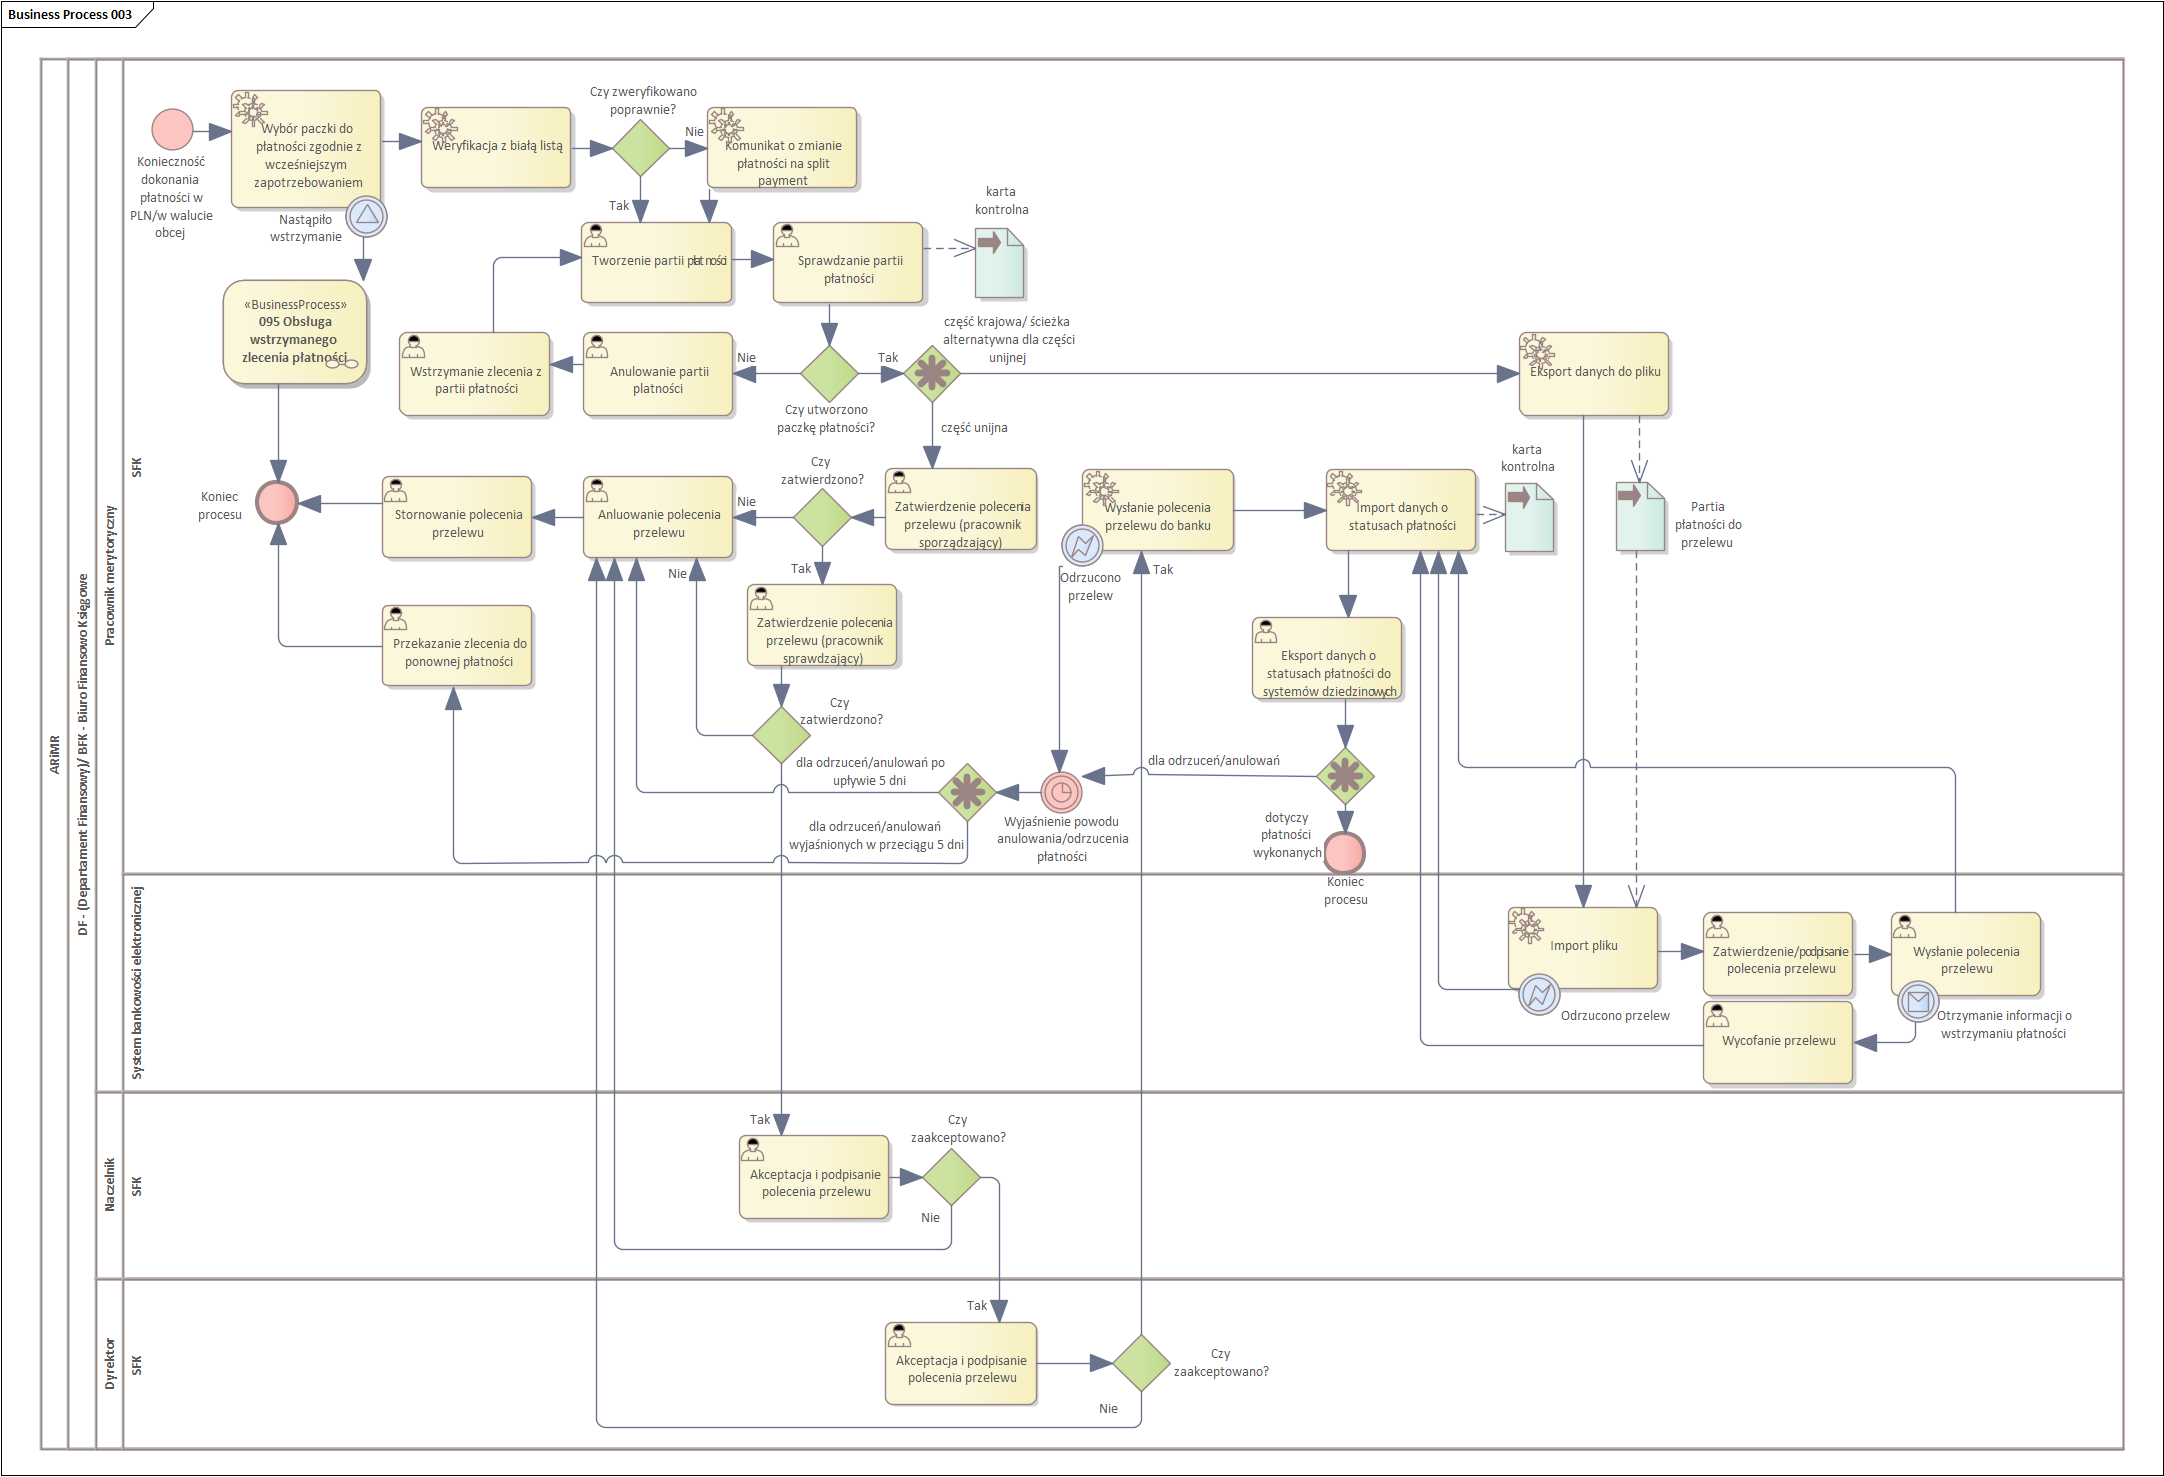 Business Process 003
ARiMR
DF - (Departament Finansowy)/ BFK - Biuro Finansowo Księgowe
Pracownik merytoryczny
SFK
Konieczność
dokonania
płatności w
PLN/w walucie
obcej
Wybór paczki do
płatności zgodnie z
wcześniejszym
zapotrzebowaniem
Nastąpiło
wstrzymanie
Weryfikacja z białą listą
Czy zweryfikowano
poprawnie?
Nie
Tak
Komunikat o zmianie
płatności na split
payment
Tworzenie partii płatności
Sprawdzanie partii
płatności
karta
kontrolna
«BusinessProcess»
095 Obsługa
wstrzymanego
zlecenia płatności
Wstrzymanie zlecenia z
partii płatności
Anulowanie partii
platności
Nie
Czy utworzono
paczkę płatności?
Tak
część krajowa/ ścieżka
alternatywna dla części
unijnej
część unijna
Eksport danych do pliku
Koniec
procesu
Stornowanie polecenia
przelewu
Anluowanie polecenia
przelewu
Nie
Czy
zatwierdzono?
Tak
Zatwierdzenie polecenia
przelewu (pracownik
sporządzający)
Wysłanie polecenia
przelewu do banku
Odrzucono
przelew
Tak
Import danych o
statusach płatności
karta
kontrolna
Partia
płatności do
przelewu
Przekazanie zlecenia do
ponownej płatności
Nie
Zatwierdzenie polecenia
przelewu (pracownik
sprawdzający)
Czy
zatwierdzono?
Eksport danych o
statusach płatności do
systemów dziedzinowych
dla odrzuceń/anulowań po
upływie 5 dni
dla odrzuceń/anulowań
wyjaśnionych w przeciągu 5 dni
Wyjaśnienie powodu
anulowania/odrzucenia
płatności
dla odrzuceń/anulowań
dotyczy
płatności
wykonanych
Koniec
procesu
System bankowości elektronicznej
Import pliku
Odrzucono przelew
Zatwierdzenie/podpisanie
polecenia przelewu
Wysłanie polecenia
przelewu
Otrzymanie informacji o
wstrzymaniu płatności
Wycofanie przelewu
Naczelnik
SFK
Tak
Akceptacja i podpisanie
polecenia przelewu
Czy
zaakceptowano?
Nie
Dyrektor
SFK
Tak
Akceptacja i podpisanie
polecenia przelewu
Czy
zaakceptowano?
Nie